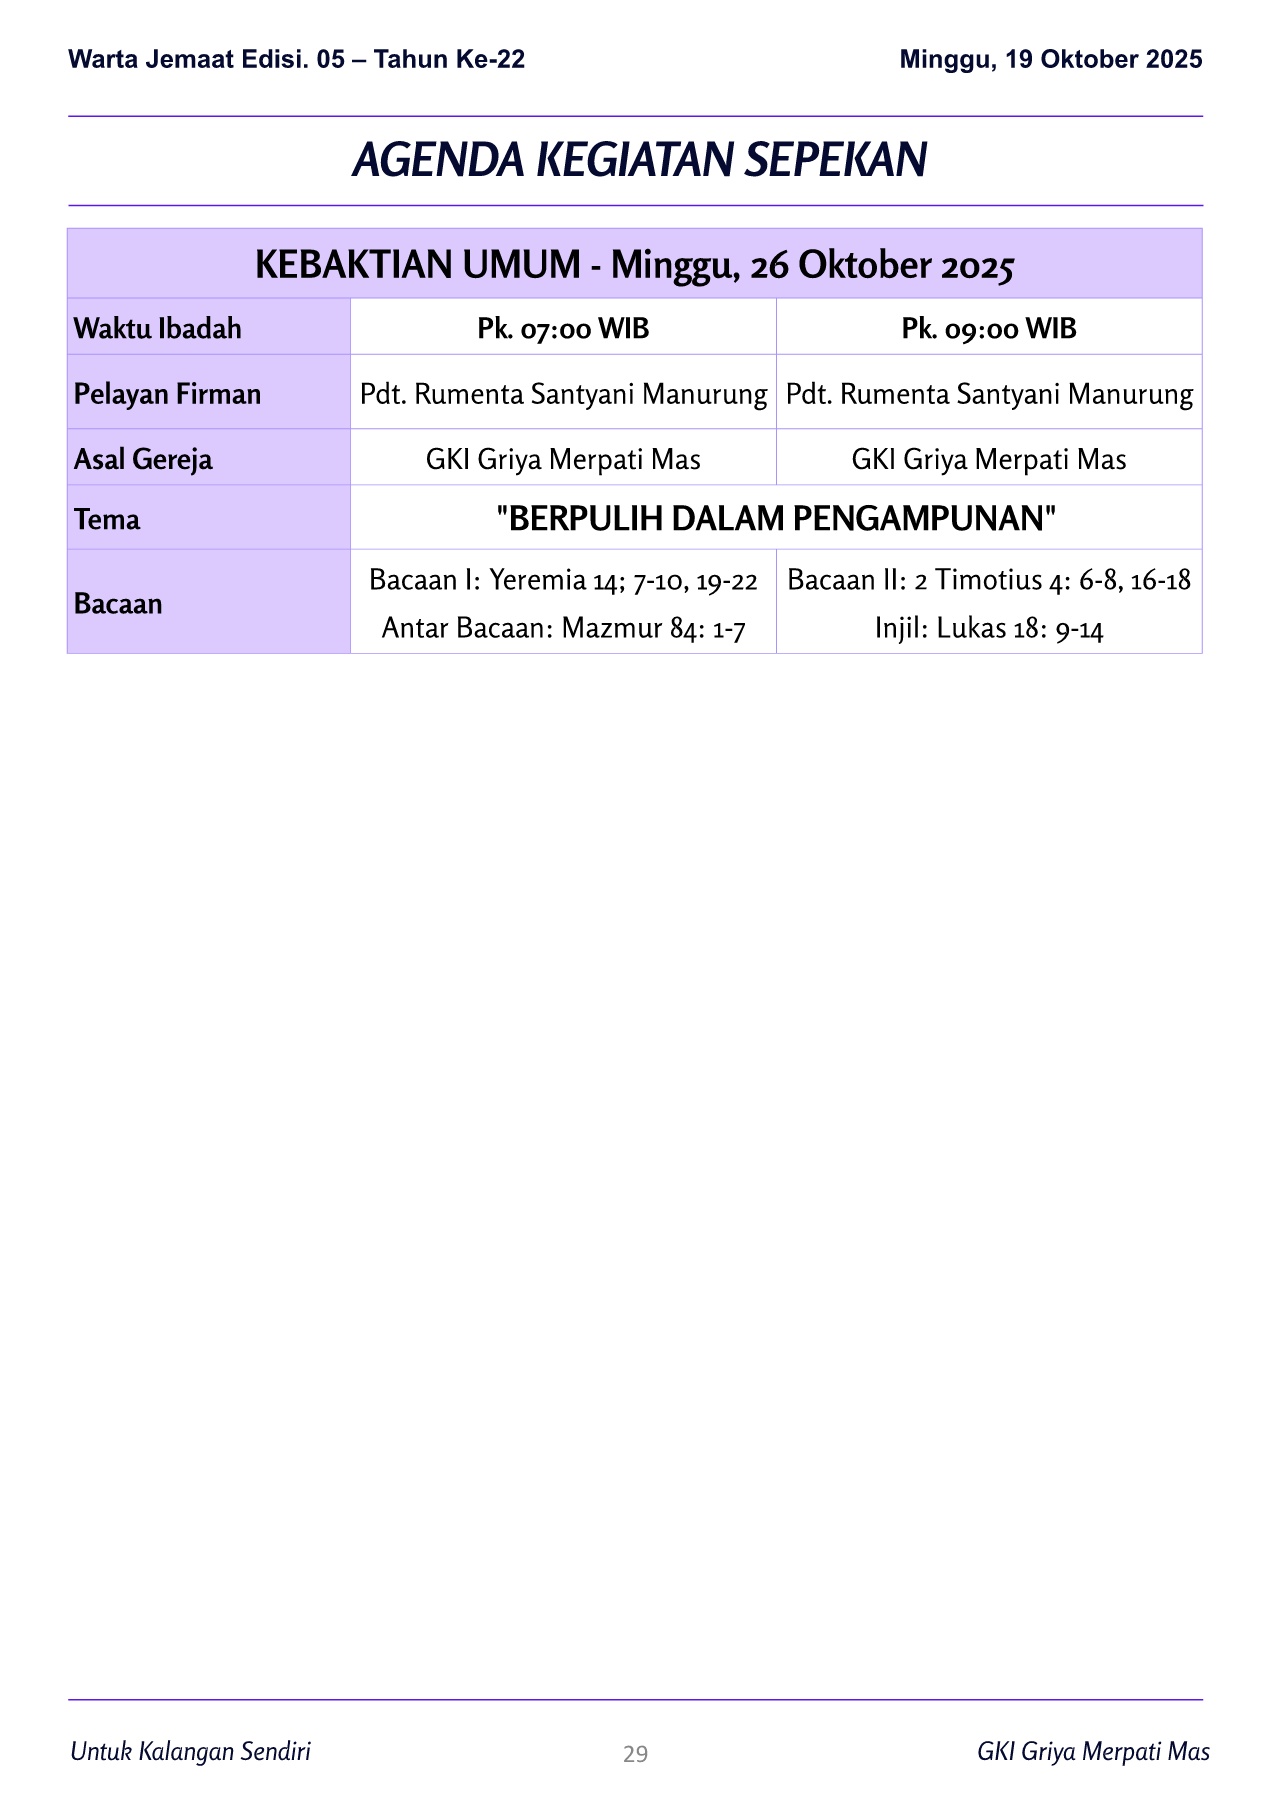 Warta Jemaat Edisi. 05 – Tahun Ke-22 Minggu, 19 Oktober 2025
AGENDA KEGIATAN SEPEKAN
KEBAKTIAN UMUM - Minggu, 26 Oktober 2025
Waktu Ibadah Pk. 07:00 WIB Pk. 09:00 WIB
Pelayan Firman Pdt. Rumenta Santyani Manurung Pdt. Rumenta Santyani Manurung
Asal Gereja GKI Griya Merpati Mas GKI Griya Merpati Mas
Tema "BERPULIH DALAM PENGAMPUNAN"
Bacaan
Bacaan I: Yeremia 14; 7-10, 19-22 Bacaan II: 2 Timotius 4: 6-8, 16-18
Antar Bacaan: Mazmur 84: 1-7 Injil: Lukas 18: 9-14
Untuk Kalangan Sendiri 29 GKI Griya Merpati Mas